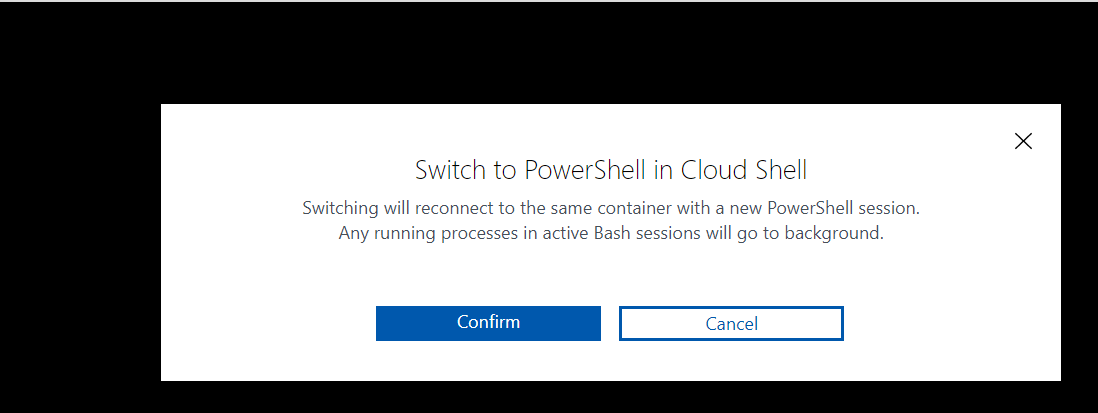 Switch to PowerShell in Cloud Shell
Switching will reconnect to the same container with a new PowerShell session.
Any running processes in active Bash sessions will go to background.
Confirm
Cancel